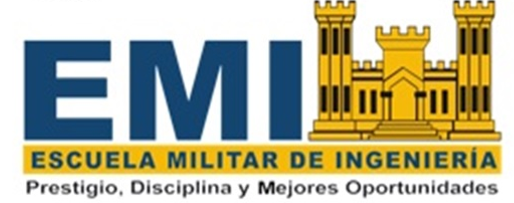 EMI
ESCUELA MILITAR DE INGENIERÍA
Prestigio, Disciplina y Mejores Oportunidades